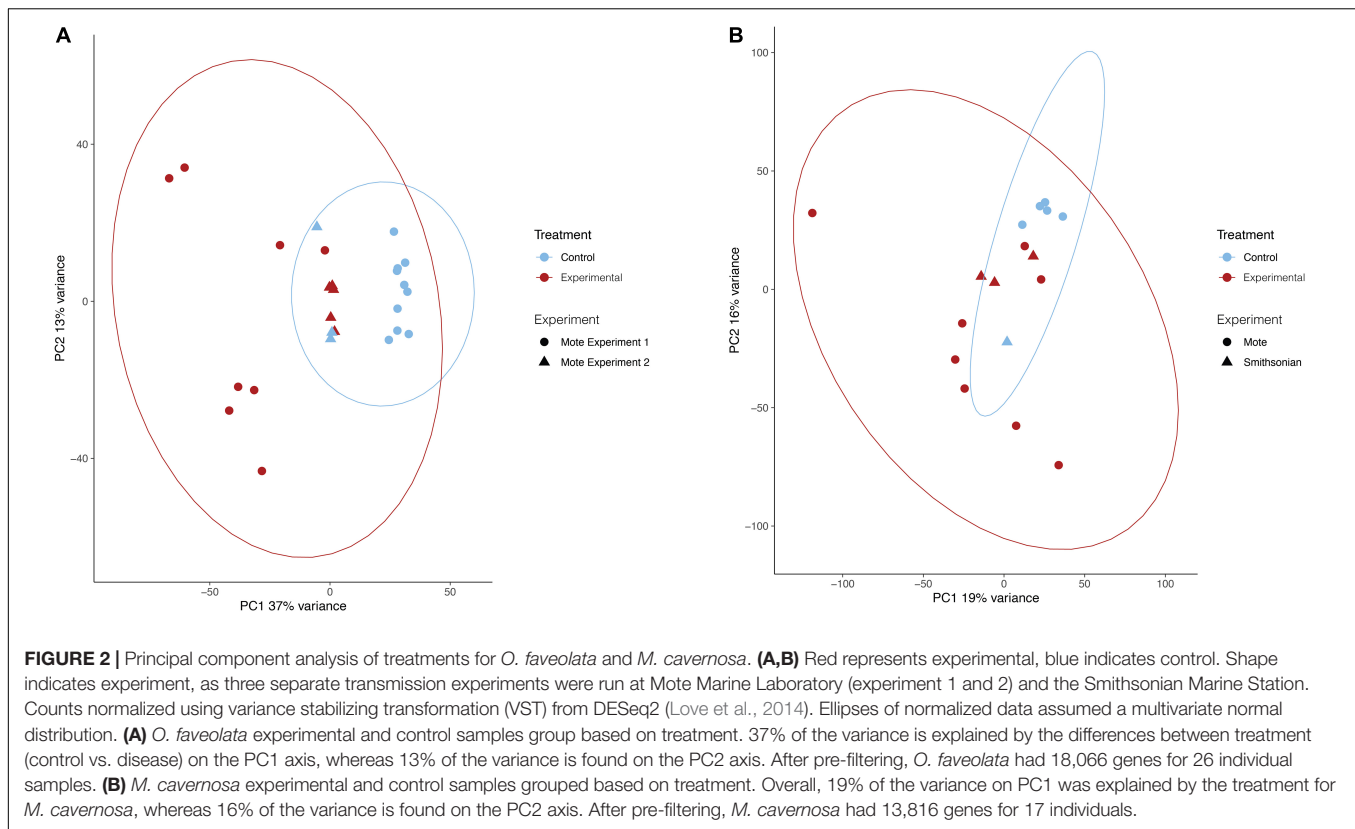 A
40
0
−40
PC2 13% variance
−50
0
50
PC1 37% variance
Treatment
Control
Experimental
Experiment
Mote Experiment 1
Mote Experiment 2
B
100
50
0
−50
−100
PC2 16% variance
−100
−50
0
50
100
PC1 19% variance
Treatment
Control
Experimental
Experiment
Mote
Smithsonian
FIGURE 2 | Principal component analysis of treatments for O. faveolata and M. cavernosa. (A,B) Red represents experimental, blue indicates control. Shape
indicates experiment, as three separate transmission experiments were run at Mote Marine Laboratory (experiment 1 and 2) and the Smithsonian Marine Station.
Counts normalized using variance stabilizing transformation (VST) from DESeq2 (Love et al., 2014). Ellipses of normalized data assumed a multivariate normal
distribution. (A) O. faveolata experimental and control samples group based on treatment. 37% of the variance is explained by the differences between treatment
(control vs. disease) on the PC1 axis, whereas 13% of the variance is found on the PC2 axis. After pre-filtering, O. faveolata had 18,066 genes for 26 individual
samples. (B) M. cavernosa experimental and control samples grouped based on treatment. Overall, 19% of the variance on PC1 was explained by the treatment for
M. cavernosa, whereas 16% of the variance is found on the PC2 axis. After pre-filtering, M. cavernosa had 13,816 genes for 17 individuals.